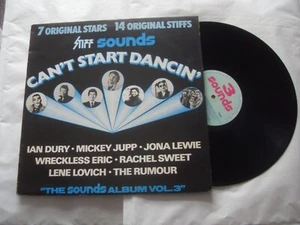 7 ORIGINAL STARS 14 ORIGINAL STIFFS
STIFF sounds
CAN'T START DANCIN'
IAN DURY • MICKEY JUPP • JONA LEWIE
WRECKLESS ERIC • RACHEL SWEET
LENE LOVICH • THE RUMOUR
"THE sounds ALBUM VOL.3"
3
sounds